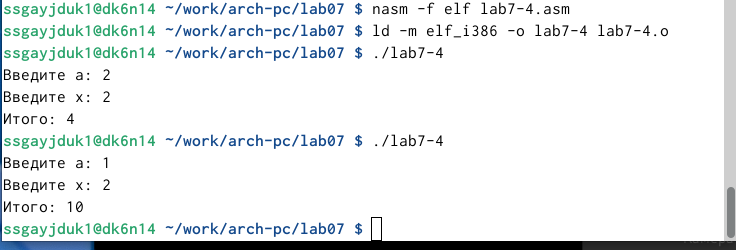 ssgayjduk1@dk6n14 ~/work/arch-pc/lab07 $ nasm -f elf lab7-4.asm
ssgayjduk1@dk6n14 ~/work/arch-pc/lab07 $ ld -m elf_i386 -o lab7-4 lab7-4.o
ssgayjduk1@dk6n14 ~/work/arch-pc/lab07 $ ./lab7-4
Введите a: 2
Введите x: 2
Итого: 4
ssgayjduk1@dk6n14 ~/work/arch-pc/lab07 $ ./lab7-4
Введите a: 1
Введите x: 2
Итого: 10
ssgayjduk1@dk6n14 ~/work/arch-pc/lab07 $